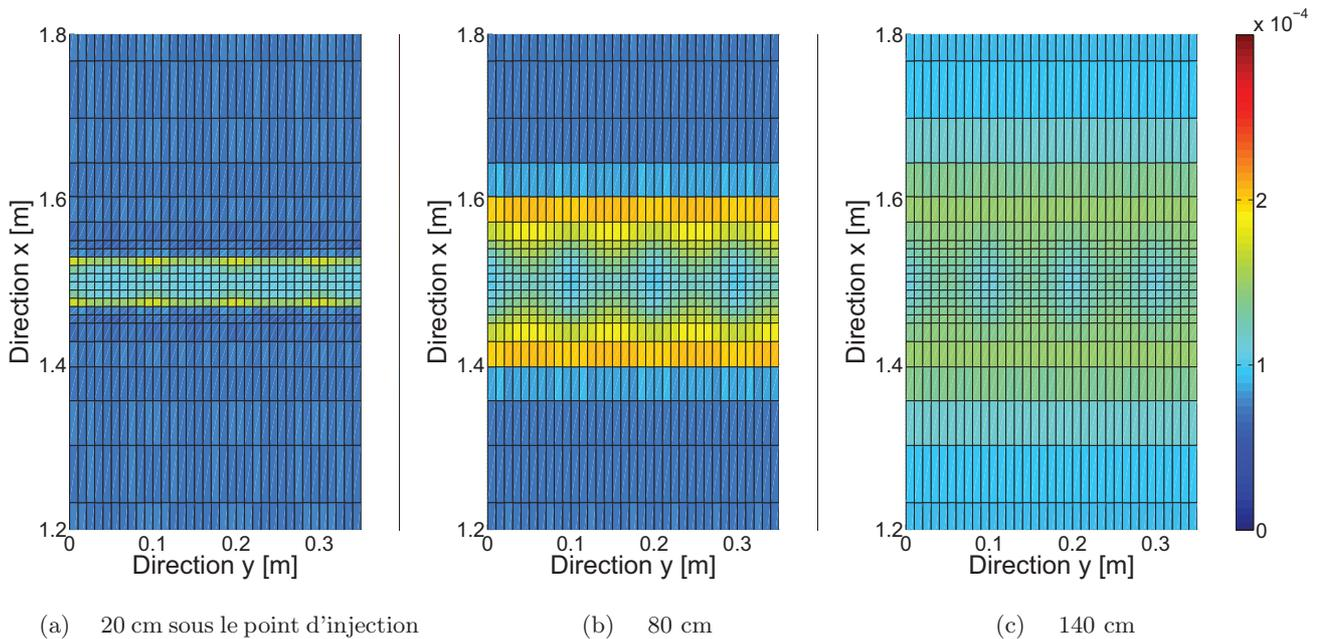 x 10⁻⁴
1.8
1.6
1.4
1.2
Direction x [m]
0 0.1 0.2 0.3
Direction y [m]
1.8
1.6
1.4
1.2
Direction x [m]
0 0.1 0.2 0.3
Direction y [m]
1.8
1.6
1.4
1.2
Direction x [m]
0 0.1 0.2 0.3
Direction y [m]
2
1
0
(a) 20 cm sous le point d'injection
(b) 80 cm
(c) 140 cm